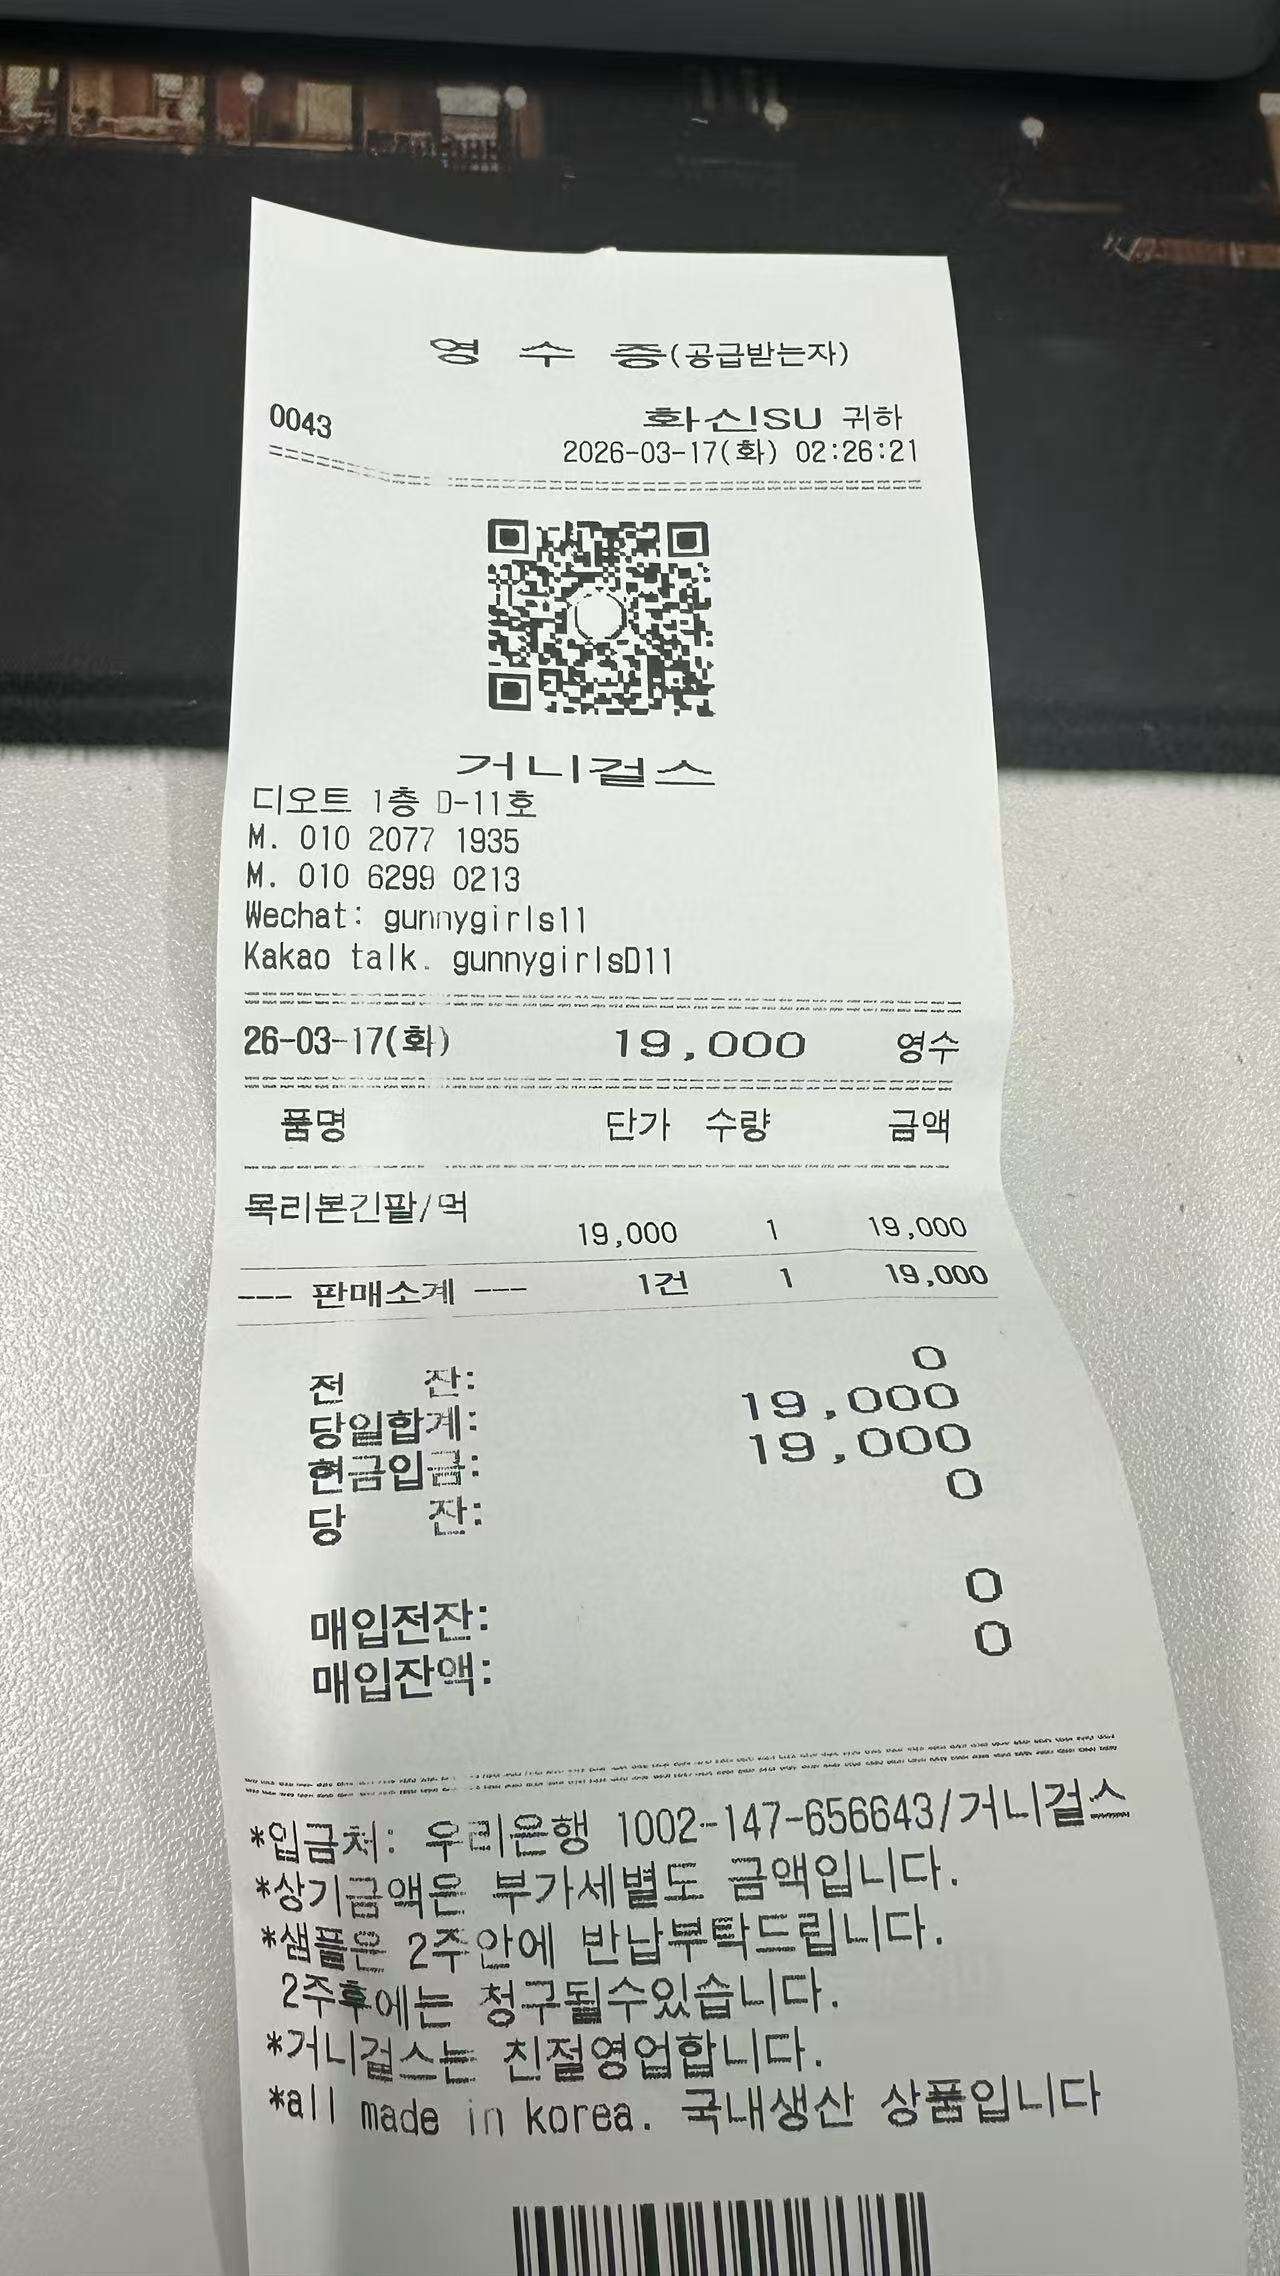 영 수 증(공급받는자)
0043 화신!SU 귀하
2026-03-17(화) 02:26:21
거니걸스
디오트 1층 D-11호
M. 010 2077 1935
M. 010 6299 0213
Wechat: gunnygirls11
Kakao talk. gunnygirlsD11
26-03-17(화) 19,000 영수
품명 단가 수량 금액
목리본긴팔/먹
19,000 1 19,000
--- 판매소계 --- 1건 1 19,000
전 잔: 0
당일합계: 19,000
현금입금: 19,000
당 잔: 0
매입전잔: 0
매입잔액: 0
*입금처: 우리은행 1002-147-656643/거니걸스
*상기금액은 부가세별도 금액입니다.
*샘플은 2주안에 반납부탁드립니다.
2주후에는 청구될수있습니다.
*거니걸스는 친절영업합니다.
*all made in korea. 국내생산 상품입니다